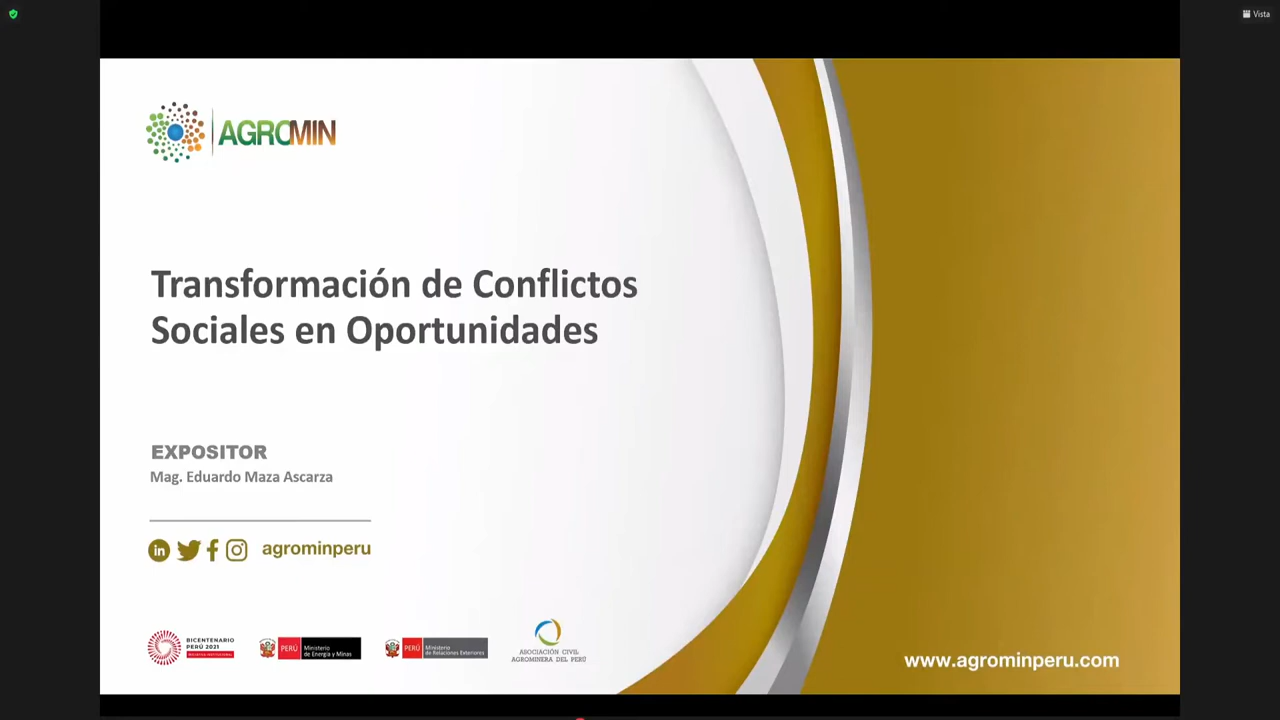 Vista
AGROMIN
Transformación de Conflictos
Sociales en Oportunidades
EXPOSITOR
Mag. Eduardo Maza Ascarza
in
agrominperu
BICENTENARIO
PERÚ 2021
PERÚ
Ministerio
de Energía y Minas
PERÚ
Ministerio
de Relaciones Exteriores
ASOCIACIÓN CIVIL
AGROMINERA DEL PERÚ
www.agrominperu.com